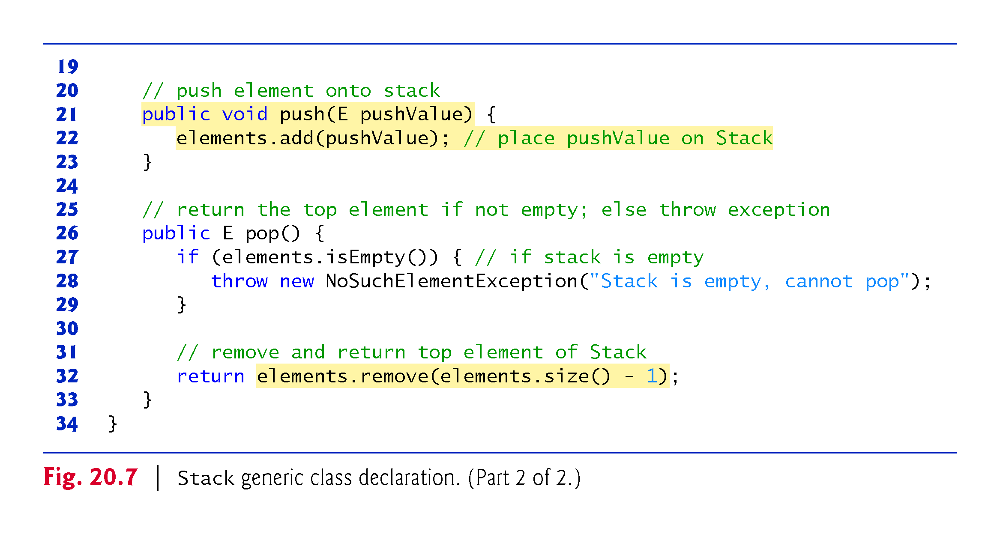 19
20 // push element onto stack
21 public void push(E pushValue) {
22 elements.add(pushValue); // place pushValue on Stack
23 }
24
25 // return the top element if not empty; else throw exception
26 public E pop() {
27 if (elements.isEmpty()) { // if stack is empty
28 throw new NoSuchElementException("Stack is empty, cannot pop");
29 }
30
31 // remove and return top element of Stack
32 return elements.remove(elements.size() - 1);
33 }
34 }
Fig. 20.7 | Stack generic class declaration. (Part 2 of 2.)